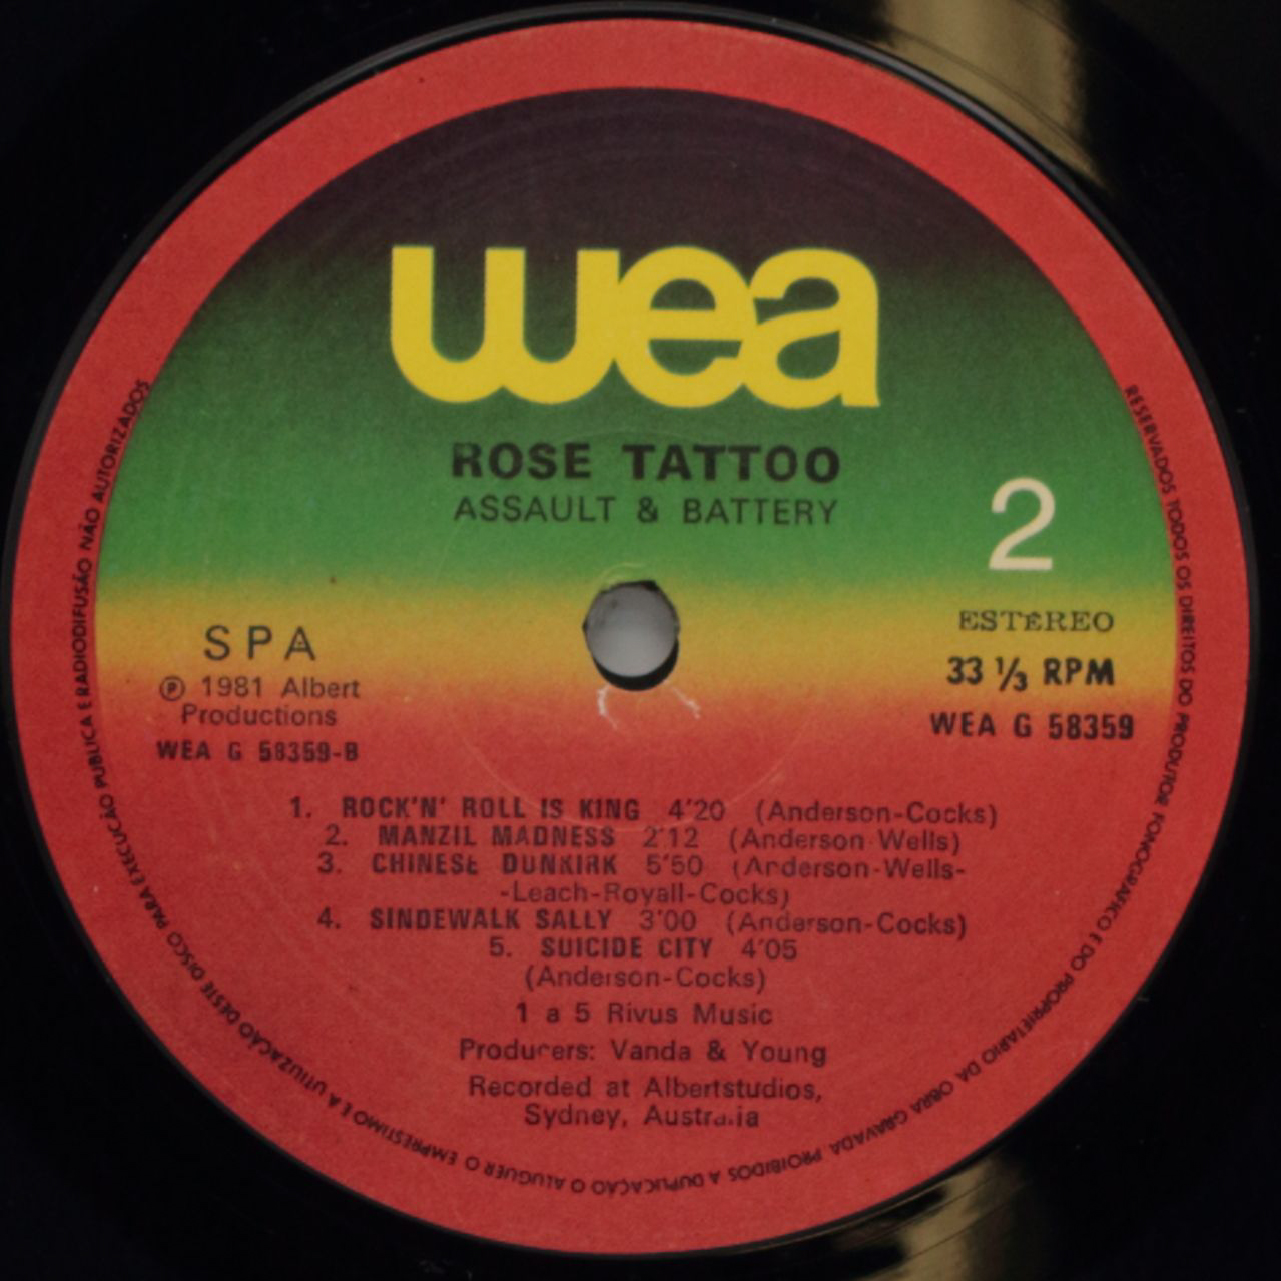 wea
ROSE TATTOO
ASSAULT & BATTERY
2
ESTÉREO
33 ⅓ RPM
WEA G 58359
SPA
℗ 1981 Albert
Productions
WEA G 58359-B
1. ROCK'N' ROLL IS KING 4'20 (Anderson-Cocks)
2. MANZIL MADNESS 2'12 (Anderson-Wells)
3. CHINESE DUNKIRK 5'50 (Anderson-Wells-
-Leach-Royall-Cocks)
4. SINDEWALK SALLY 3'00 (Anderson-Cocks)
5. SUICIDE CITY 4'05
(Anderson-Cocks)
1 a 5 Rivus Music
Producers: Vanda & Young
Recorded at Albertstudios,
Sydney, Australia
RESERVADOS TODOS OS DIREITOS DO PRODUTOR FONOGRÁFICO E DO PROPRIETÁRIO DA OBRA GRAVADA PROIBIDOS A DUPLICAÇÃO O ALUGUER O EMPRÉSTIMO E A UTILIZAÇÃO DESTE DISCO PARA EXECUÇÃO PÚBLICA E RADIODIFUSÃO NÃO AUTORIZADOS